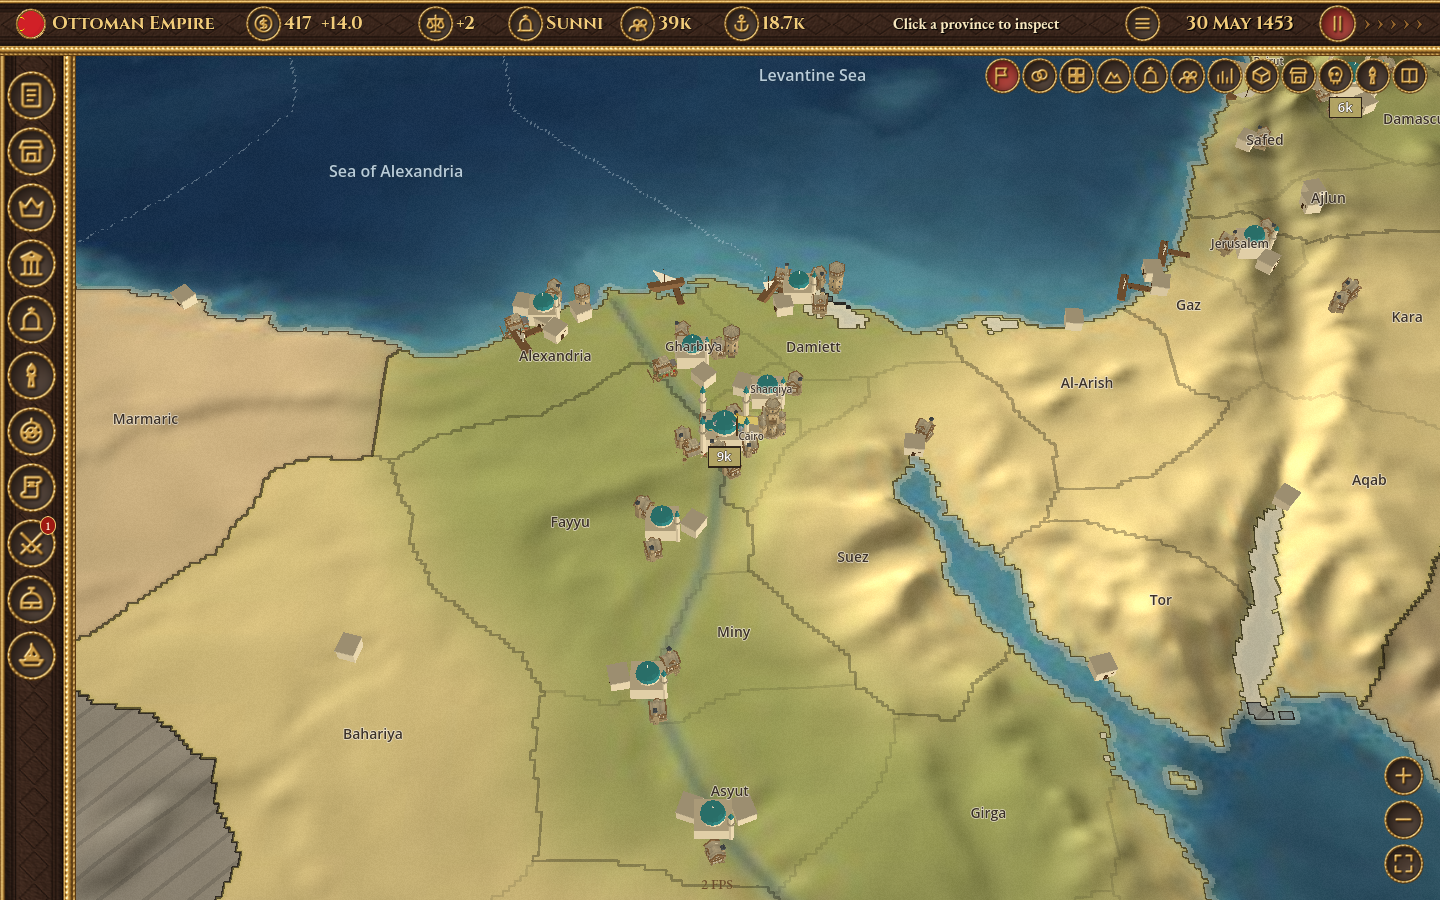 OTTOMAN EMPIRE 417 +14.0 +2 SUNNI 39K 18.7K Click a province to inspect 30 MAY 1453
Levantine Sea
6k
Damascu
Safed
Sea of Alexandria
Ajlun
Jerusalem
Gaz
Kara
Gharbiya
Damiett
Alexandria
Al-Arish
Sharqiya
Marmaric
Cairo
9k
Aqab
Fayyu
1
Suez
Tor
Miny
Bahariya
Asyut
Girga
2 FPS